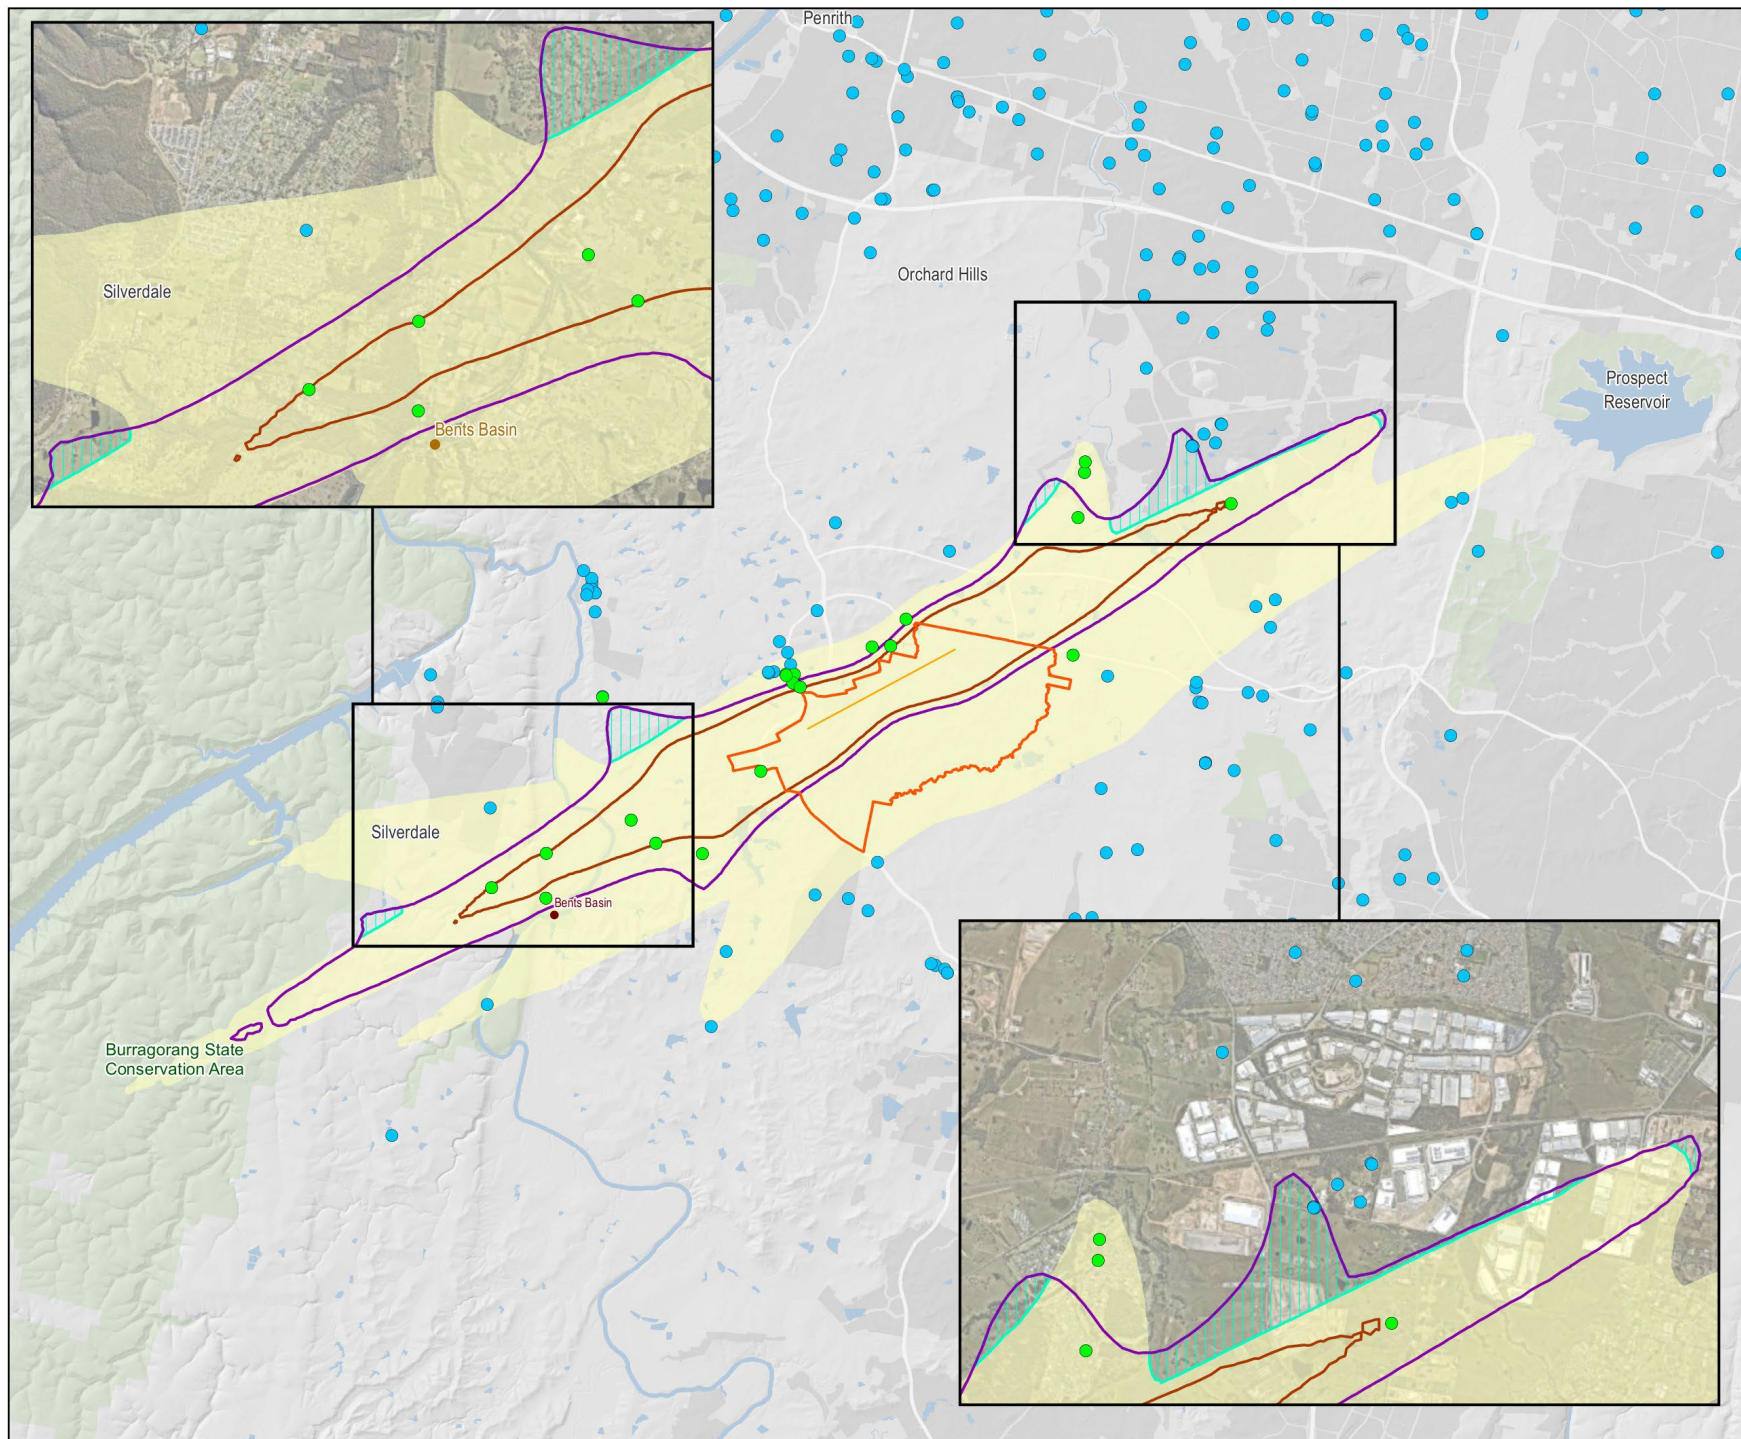 Penrith
Silverdale
Bents Basin
Orchard Hills
Prospect
Reservoir
Silverdale
Bents Basin
Burragorang State
Conservation Area